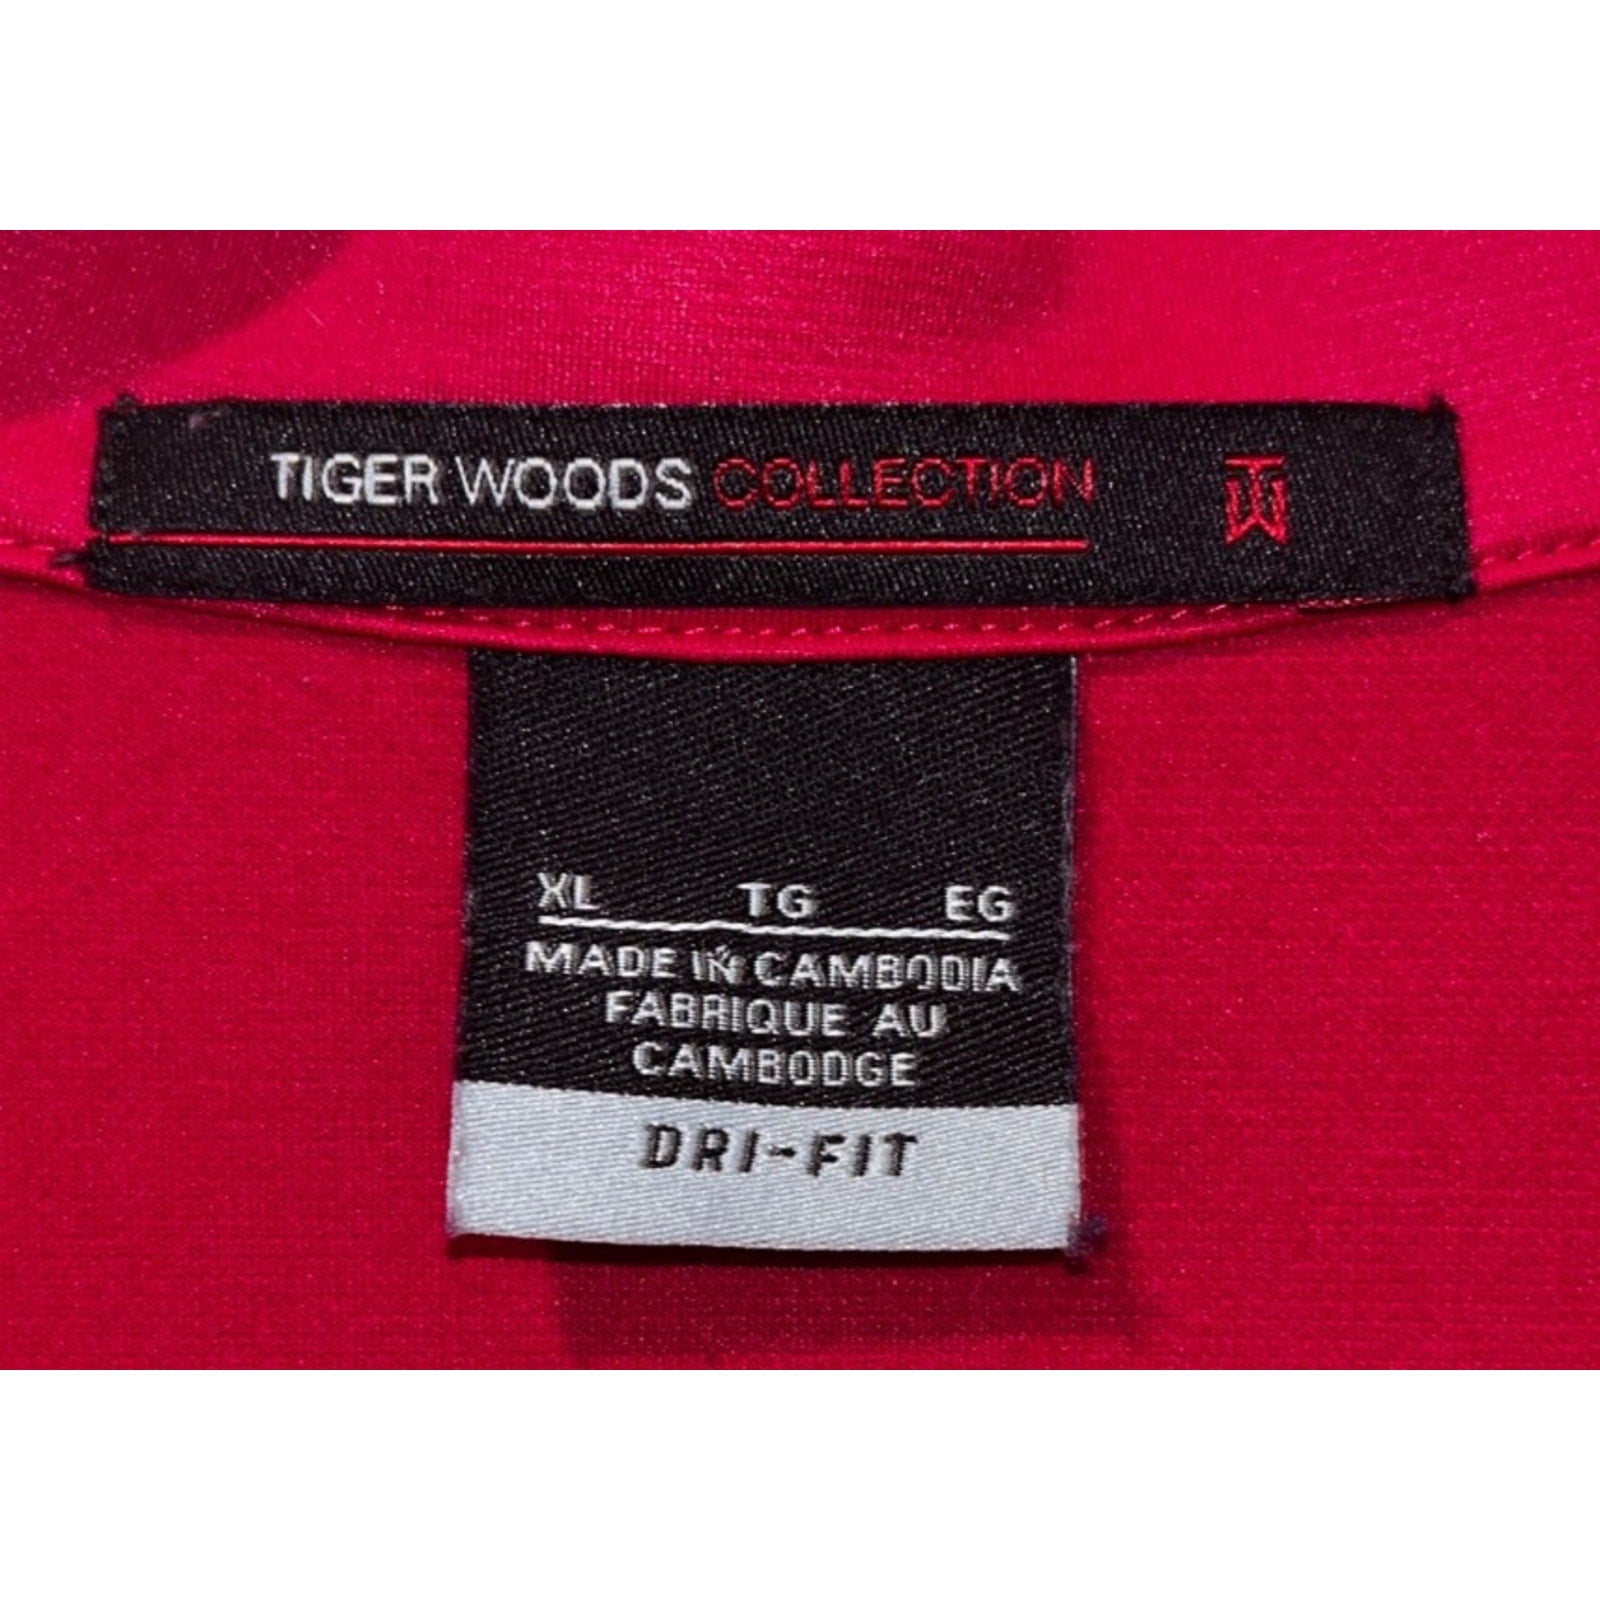 TIGER WOODS COLLECTION TW
XL TG EG
MADE IN CAMBODIA
FABRIQUE AU
CAMBODGE
DRI-FIT